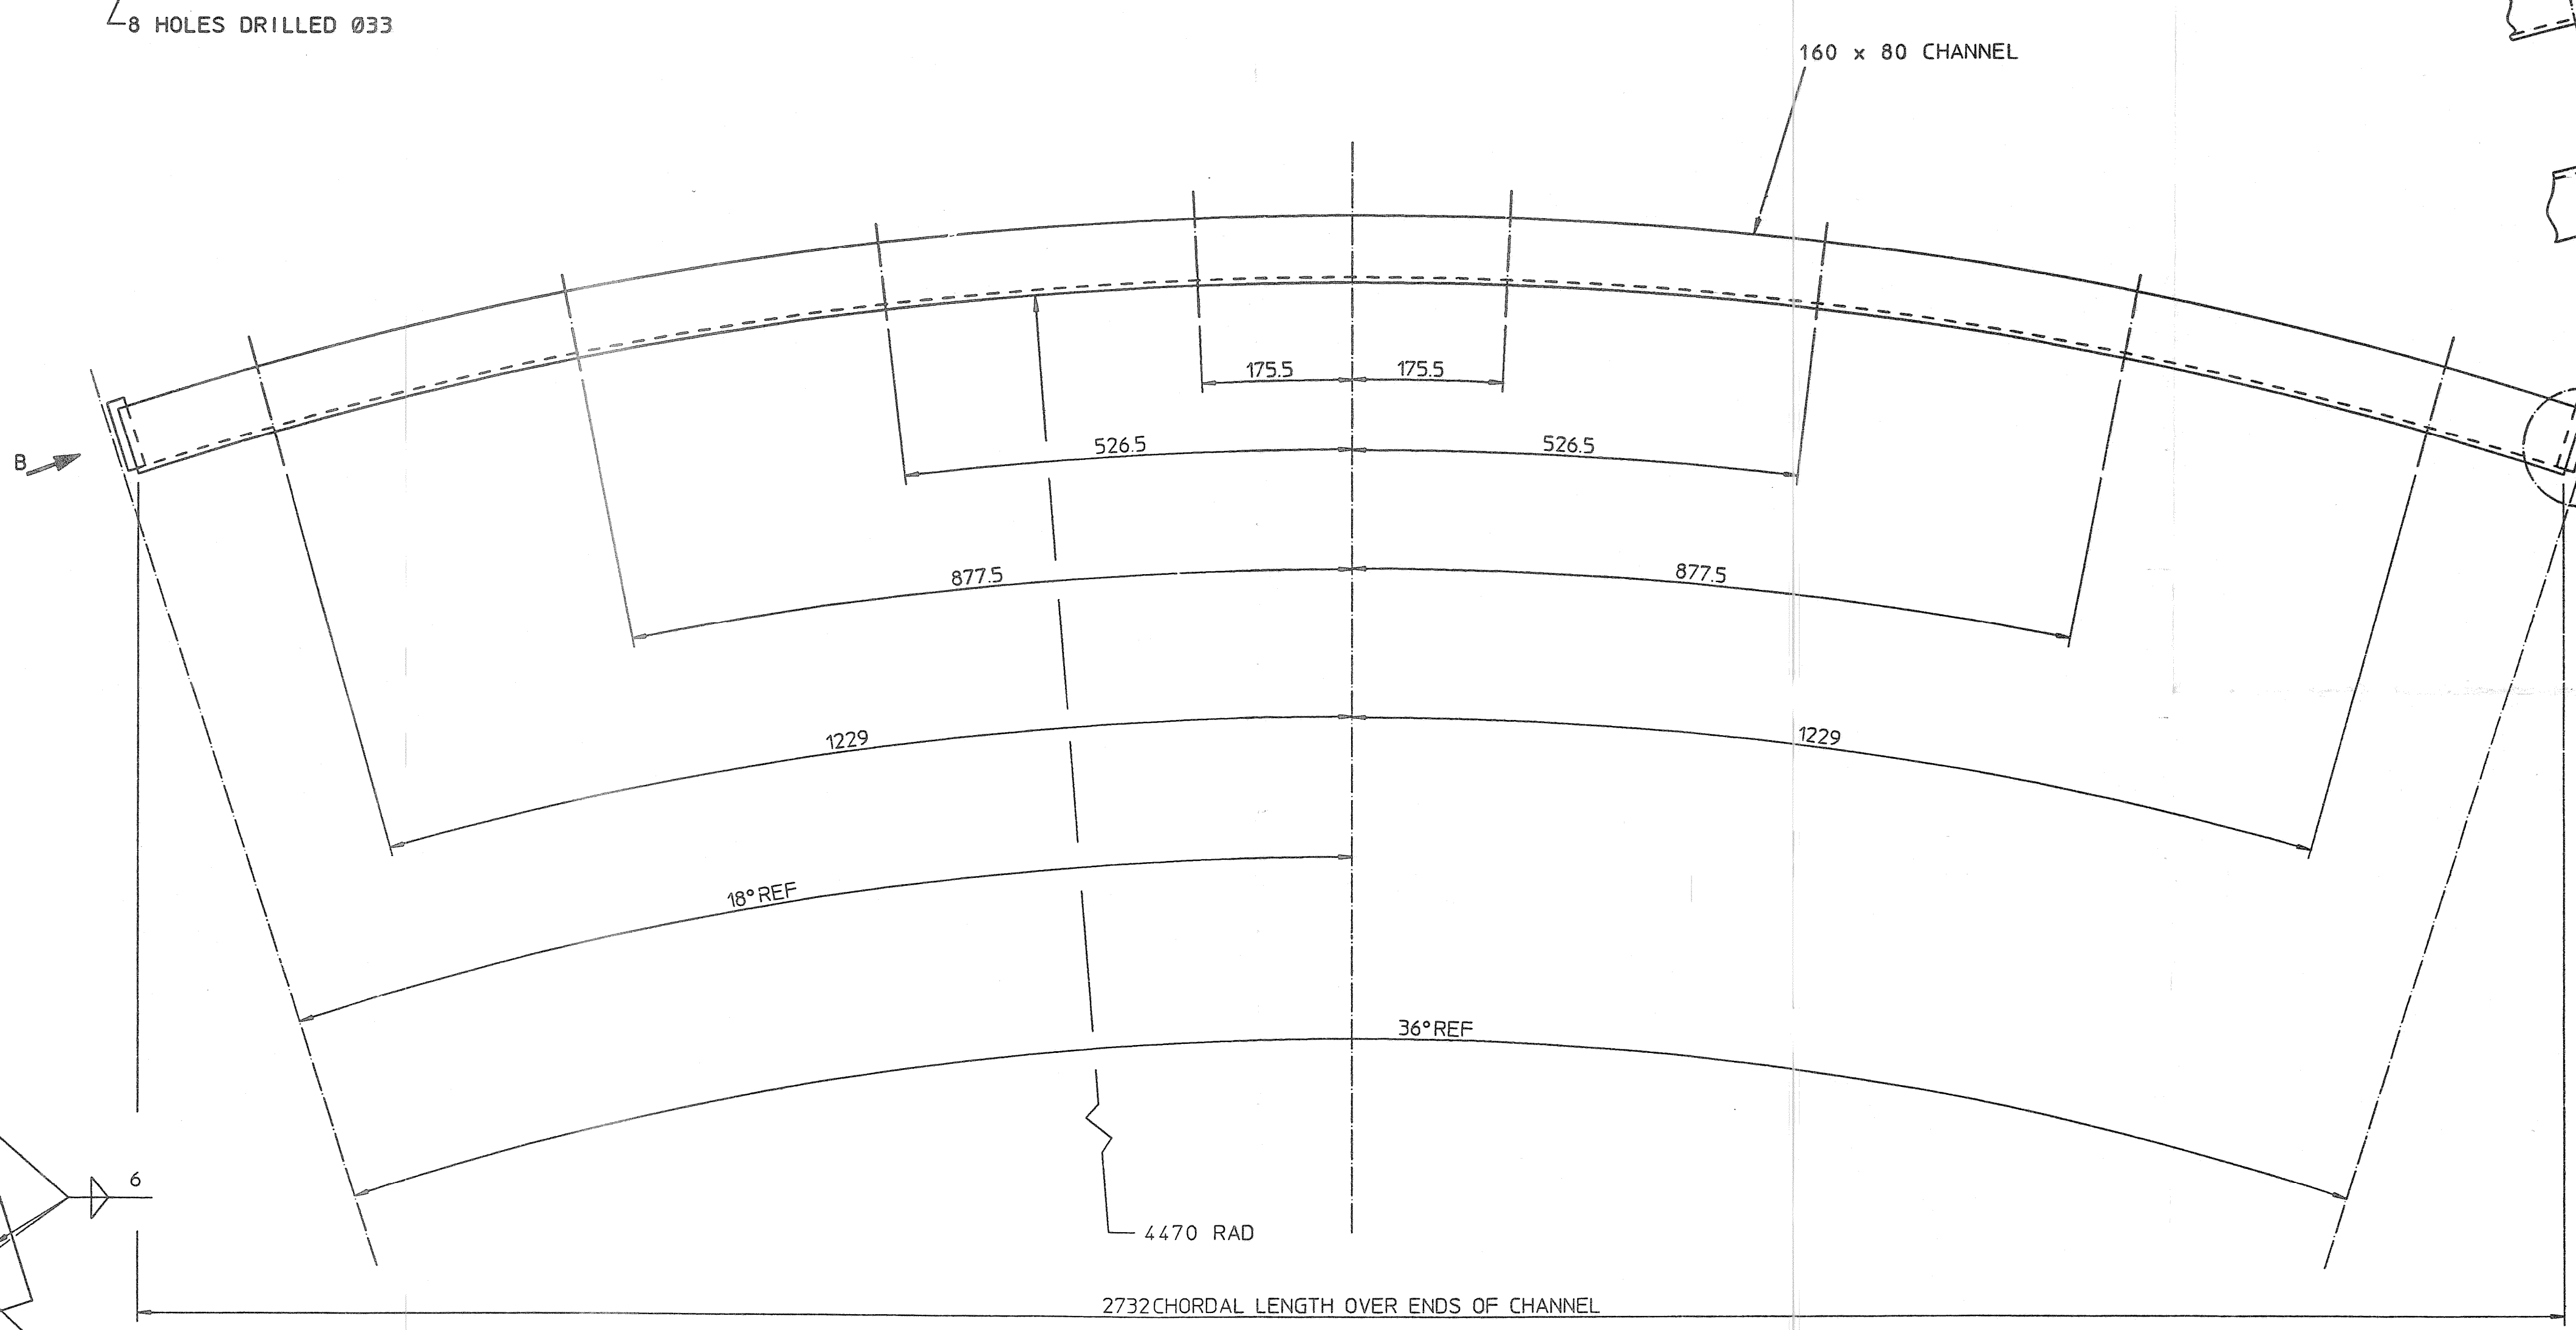 8 HOLES DRILLED Ø33
160 x 80 CHANNEL
175.5 175.5
B
526.5 526.5
877.5 877.5
1229 1229
18° REF
36° REF
6
4470 RAD
2732 CHORDAL LENGTH OVER ENDS OF CHANNEL